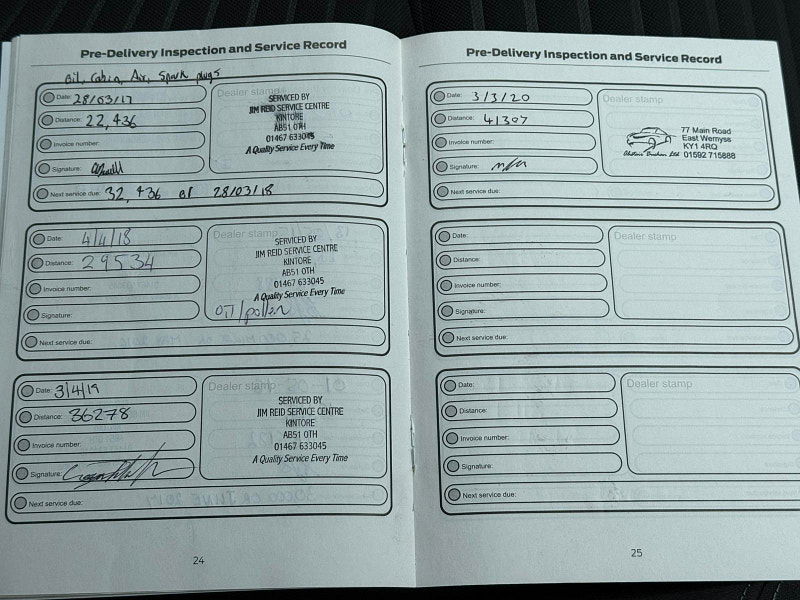 Pre-Delivery Inspection and Service Record
Oil, Cabin, Air, Spark plugs
Date: 28/03/17
Distance: 22,436
Invoice number:
Signature:
Next service due: 32,436 or 28/03/18
Dealer stamp
SERVICED BY
JIM REID SERVICE CENTRE
KINTORE
AB51 0TH
01467 633045
A Quality Service Every Time
Date: 4/4/18
Distance: 29534
Invoice number:
Signature:
Next service due:
Dealer stamp
SERVICED BY
JIM REID SERVICE CENTRE
KINTORE
AB51 0TH
01467 633045
A Quality Service Every Time
Oil/pollen
Date: 3/4/19
Distance: 36278
Invoice number:
Signature:
Next service due:
Dealer stamp
SERVICED BY
JIM REID SERVICE CENTRE
KINTORE
AB51 0TH
01467 633045
A Quality Service Every Time
24
Pre-Delivery Inspection and Service Record
Date: 3/3/20
Distance: 41307
Invoice number:
Signature:
Next service due:
Dealer stamp
77 Main Road
East Wemyss
KY1 4RQ
01592 715888
Ltd
Date:
Distance:
Invoice number:
Signature:
Next service due:
Dealer stamp
Date:
Distance:
Invoice number:
Signature:
Next service due:
Dealer stamp
25